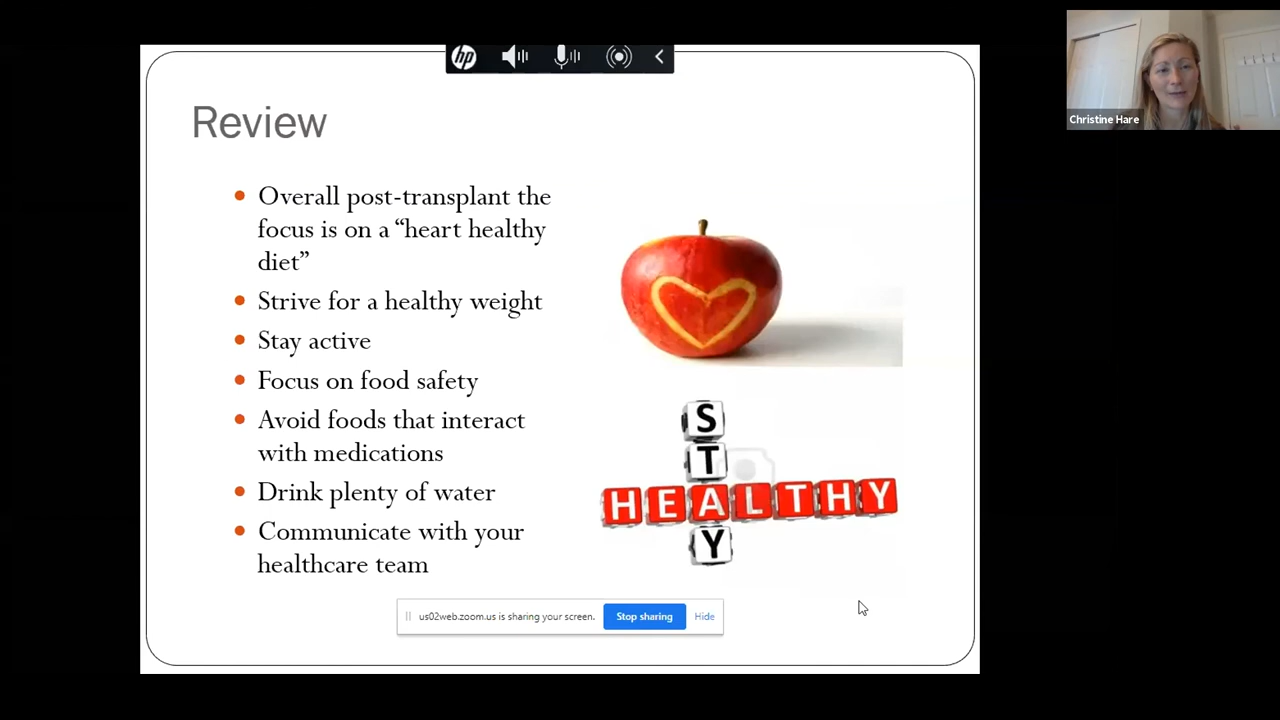 hp
Christine Hare
Review
Overall post-transplant the
focus is on a “heart healthy
diet”
Strive for a healthy weight
Stay active
Focus on food safety
Avoid foods that interact
with medications
Drink plenty of water
Communicate with your
healthcare team
STAY
HEALTHY
us02web.zoom.us is sharing your screen.
Stop sharing
Hide